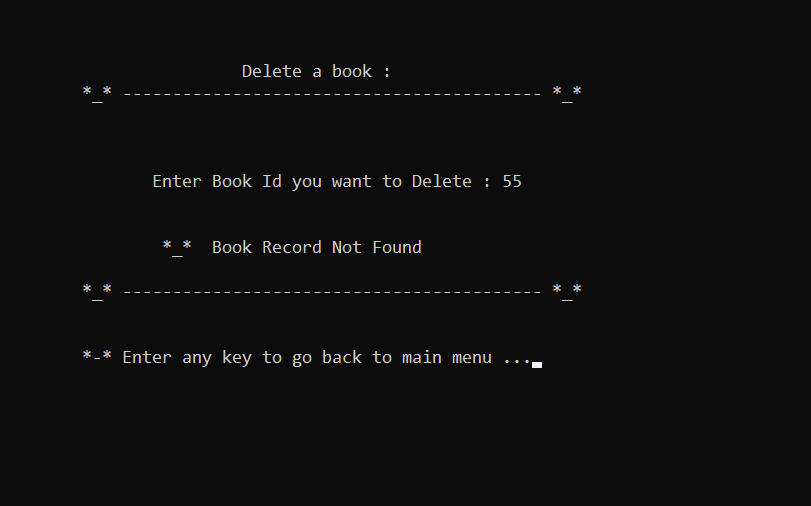 Delete a book :
*_* ------------------------------------------ *_*
Enter Book Id you want to Delete : 55
*_*  Book Record Not Found
*_* ------------------------------------------ *_*
*-* Enter any key to go back to main menu ...